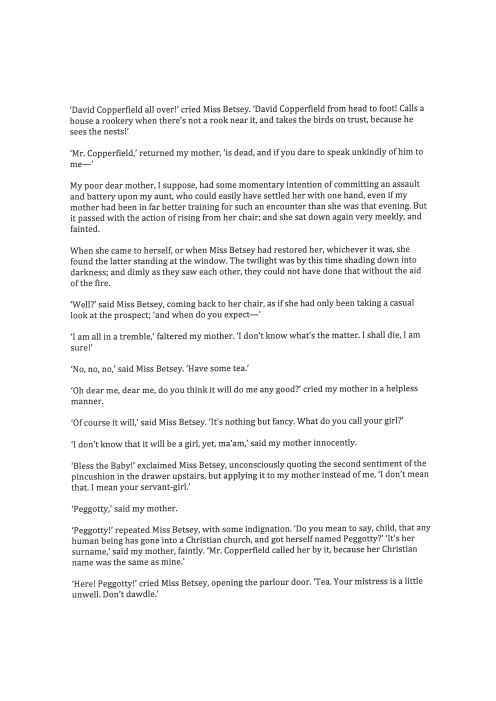 ‘David Copperfield all over!’ cried Miss Betsey. ‘David Copperfield from head to foot! Calls a
house a rookery when there’s not a rook near it, and takes the birds on trust, because he
sees the nests!’
‘Mr. Copperfield,’ returned my mother, ‘is dead, and if you dare to speak unkindly of him to
me—’
My poor dear mother, I suppose, had some momentary intention of committing an assault
and battery upon my aunt, who could easily have settled her with one hand, even if my
mother had been in far better training for such an encounter than she was that evening. But
it passed with the action of rising from her chair; and she sat down again very meekly, and
fainted.
When she came to herself, or when Miss Betsey had restored her, whichever it was, she
found the latter standing at the window. The twilight was by this time shading down into
darkness; and dimly as they saw each other, they could not have done that without the aid
of the fire.
‘Well?’ said Miss Betsey, coming back to her chair, as if she had only been taking a casual
look at the prospect; ‘and when do you expect—’
‘I am all in a tremble,’ faltered my mother. ‘I don’t know what’s the matter. I shall die, I am
sure!’
‘No, no, no,’ said Miss Betsey. ‘Have some tea.’
‘Oh dear me, dear me, do you think it will do me any good?’ cried my mother in a helpless
manner.
‘Of course it will,’ said Miss Betsey. ‘It’s nothing but fancy. What do you call your girl?’
‘I don’t know that it will be a girl, yet, ma’am,’ said my mother innocently.
‘Bless the Baby!’ exclaimed Miss Betsey, unconsciously quoting the second sentiment of the
pincushion in the drawer upstairs, but applying it to my mother instead of me, ‘I don’t mean
that. I mean your servant-girl.’
‘Peggotty,’ said my mother.
‘Peggotty!’ repeated Miss Betsey, with some indignation. ‘Do you mean to say, child, that any
human being has gone into a Christian church, and got herself named Peggotty?’ ‘It’s her
surname,’ said my mother, faintly. ‘Mr. Copperfield called her by it, because her Christian
name was the same as mine.’
‘Here! Peggotty!’ cried Miss Betsey, opening the parlour door. ‘Tea. Your mistress is a little
unwell. Don’t dawdle.’